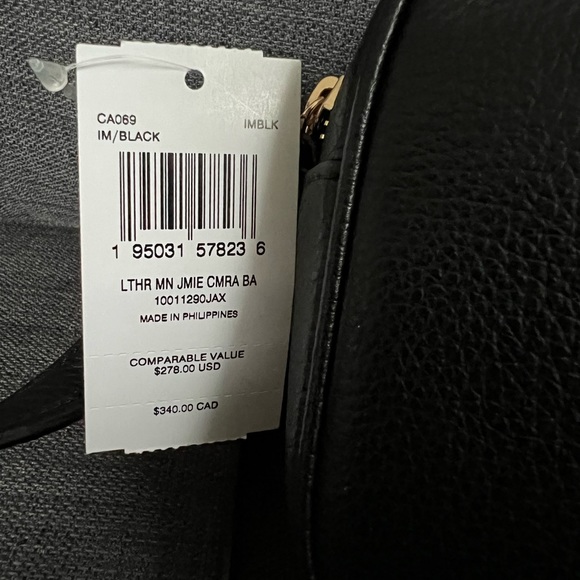 CA069
IM/BLACK IMBLK
1 95031 57823 6
LTHR MN JMIE CMRA BA
10011290JAX
MADE IN PHILIPPINES
COMPARABLE VALUE
$278.00 USD
$340.00 CAD